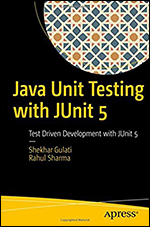 Java Unit Testing
with JUnit 5
Test Driven Development with JUnit 5
Shekhar Gulati
Rahul Sharma
Apress®